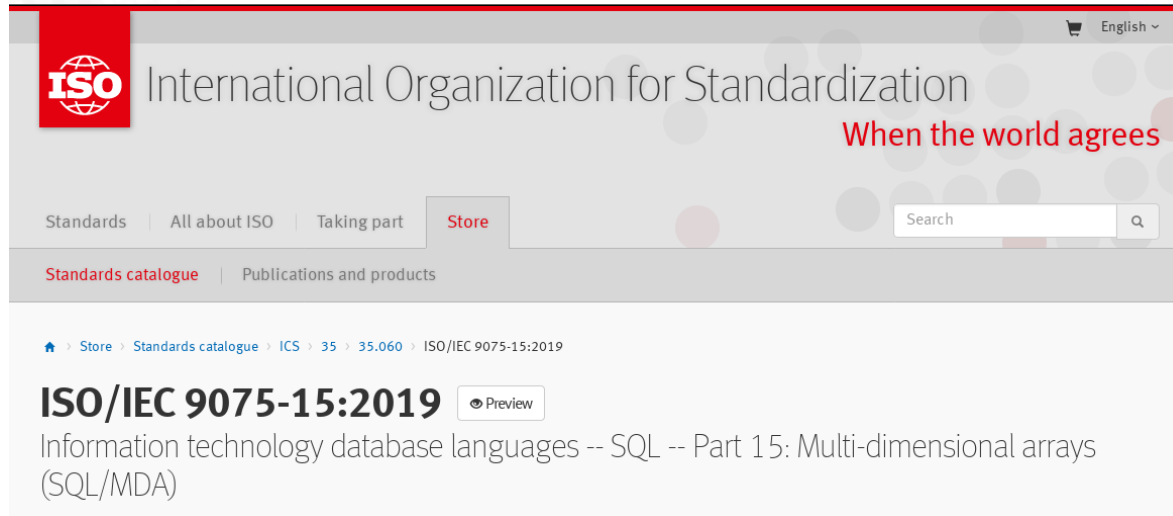 English
ISO
International Organization for Standardization
When the world agrees
Standards
All about ISO
Taking part
Store
Search
Standards catalogue
Publications and products
Store > Standards catalogue > ICS > 35 > 35.060 > ISO/IEC 9075-15:2019
ISO/IEC 9075-15:2019
Preview
Information technology database languages -- SQL -- Part 15: Multi-dimensional arrays
(SQL/MDA)